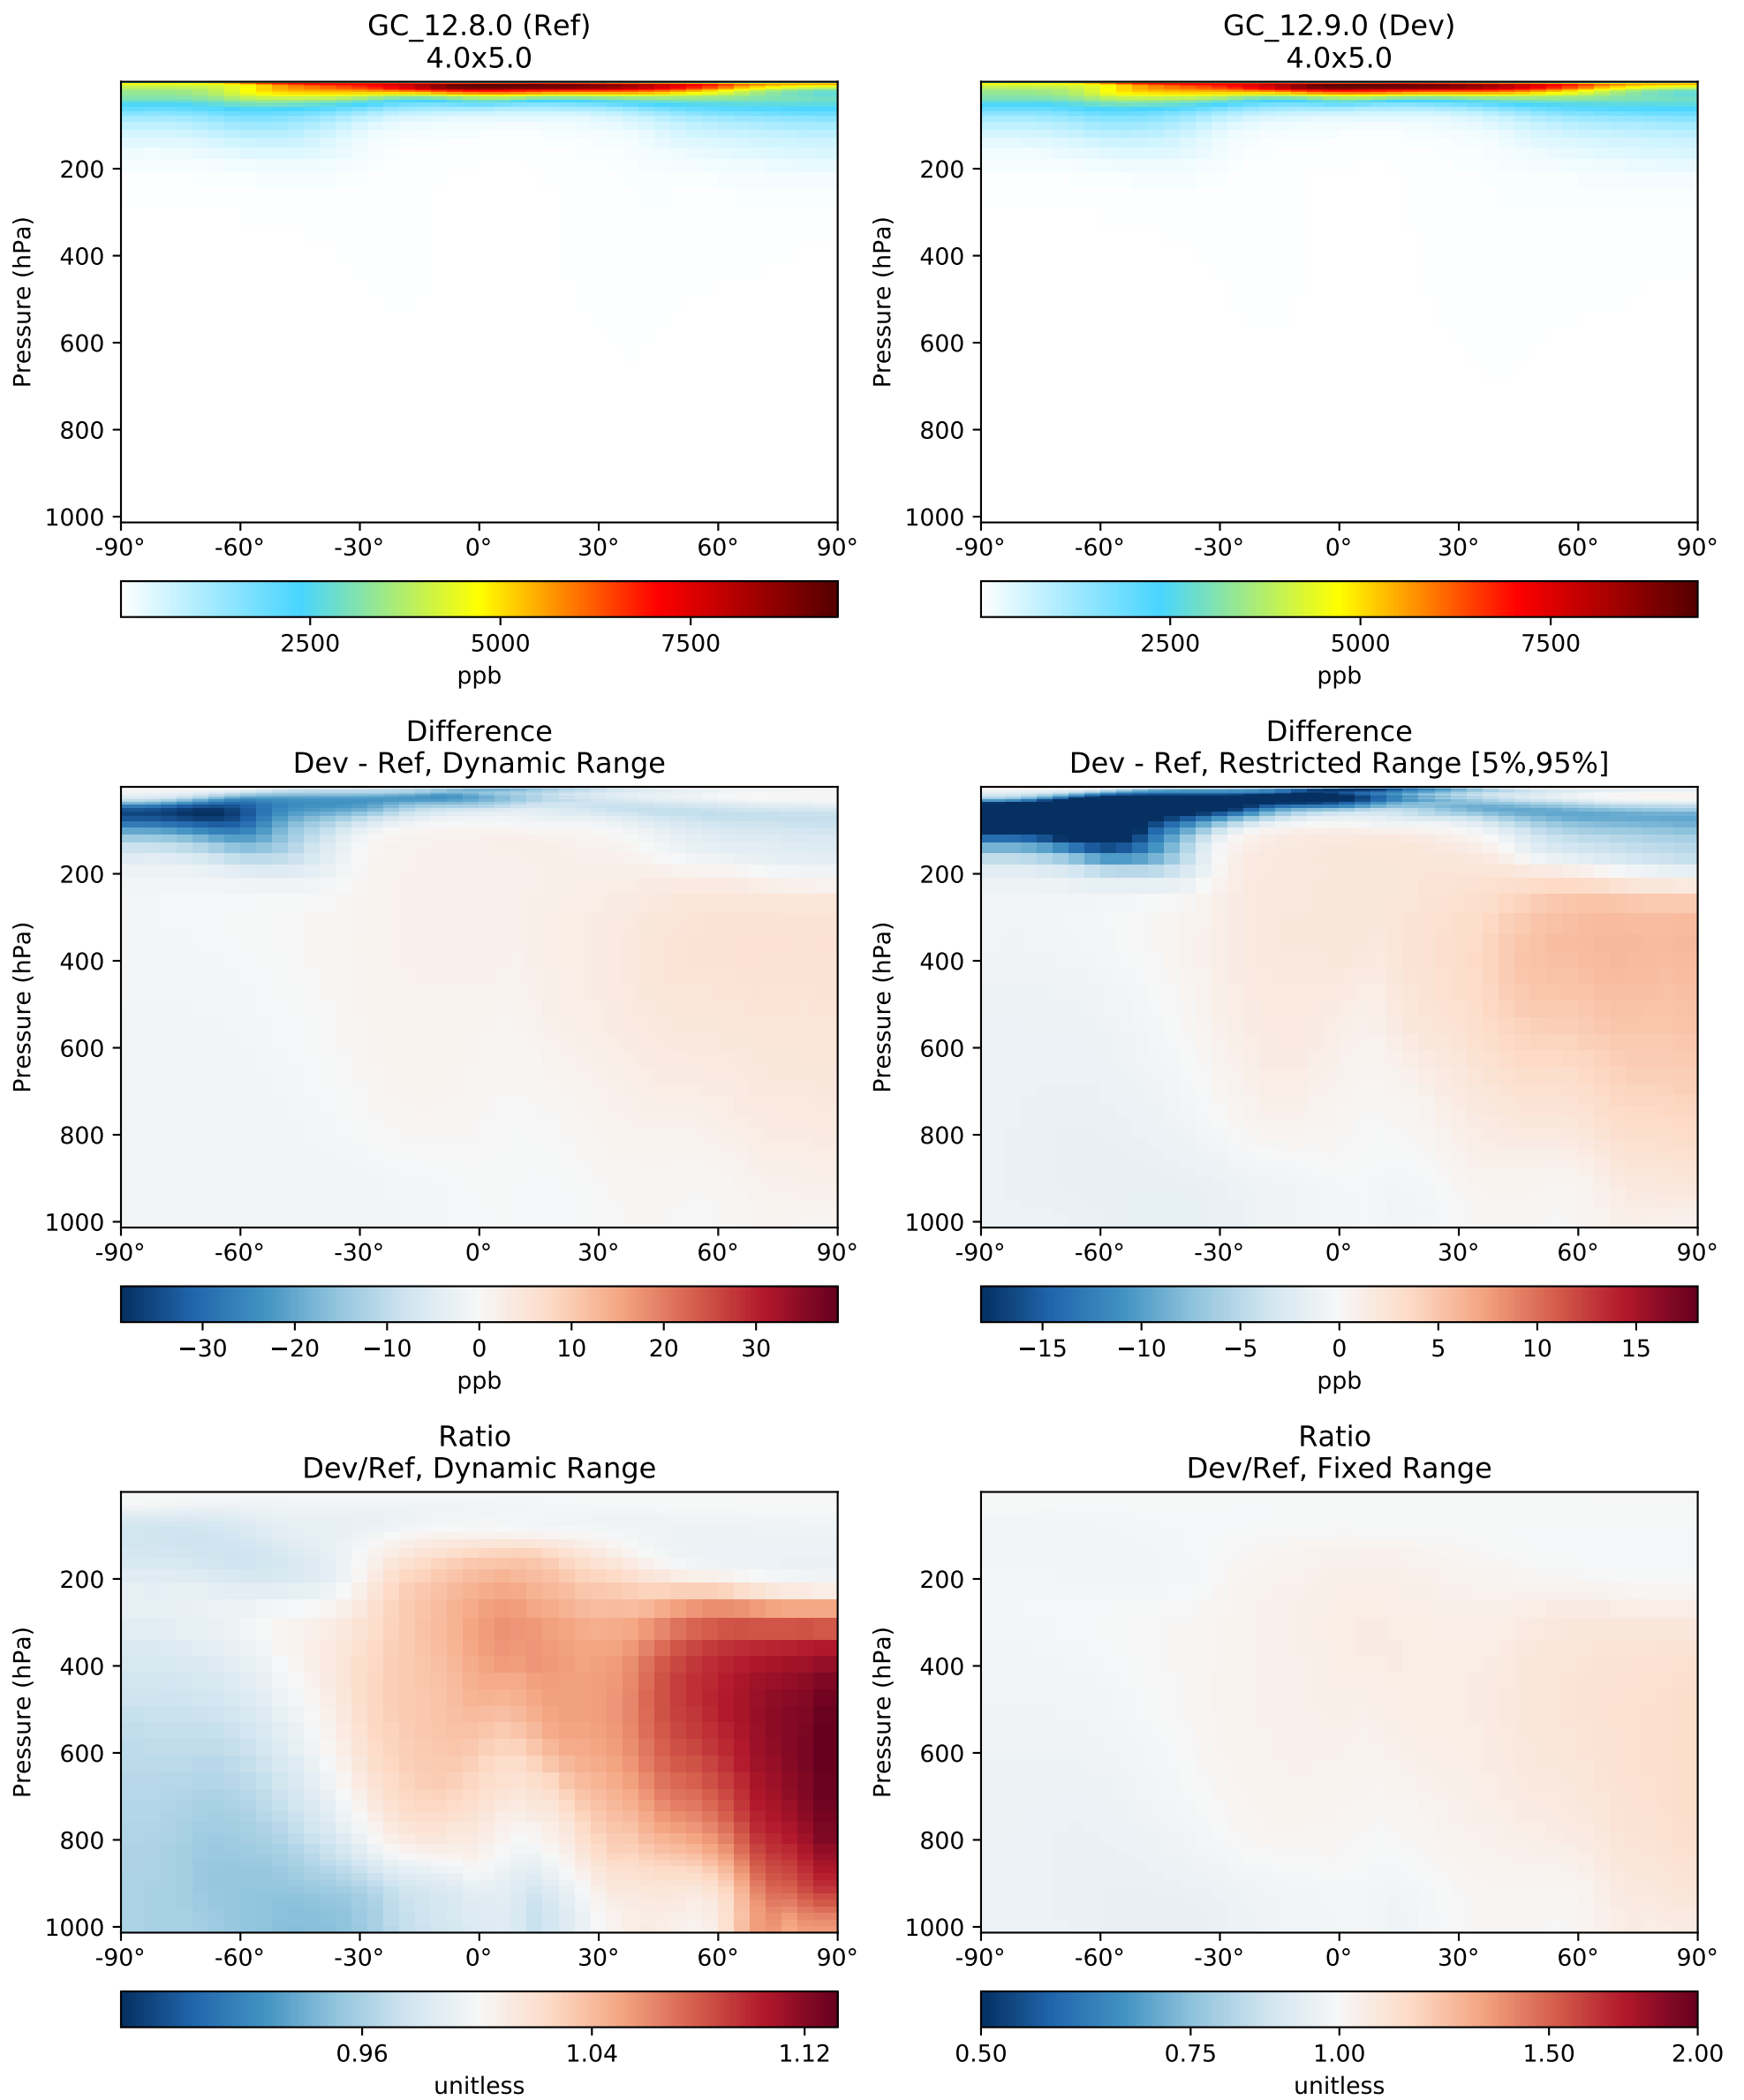 GC_12.8.0 (Ref)
4.0x5.0
Pressure (hPa)
200
400
600
800
1000
-90° -60° -30° 0° 30° 60° 90°
2500 5000 7500
ppb
GC_12.9.0 (Dev)
4.0x5.0
Pressure (hPa)
200
400
600
800
1000
-90° -60° -30° 0° 30° 60° 90°
2500 5000 7500
ppb
Difference
Dev - Ref, Dynamic Range
Pressure (hPa)
200
400
600
800
1000
-90° -60° -30° 0° 30° 60° 90°
−30 −20 −10 0 10 20 30
ppb
Difference
Dev - Ref, Restricted Range [5%,95%]
Pressure (hPa)
200
400
600
800
1000
-90° -60° -30° 0° 30° 60° 90°
−15 −10 −5 0 5 10 15
ppb
Ratio
Dev/Ref, Dynamic Range
Pressure (hPa)
200
400
600
800
1000
-90° -60° -30° 0° 30° 60° 90°
0.96 1.04 1.12
unitless
Ratio
Dev/Ref, Fixed Range
Pressure (hPa)
200
400
600
800
1000
-90° -60° -30° 0° 30° 60° 90°
0.50 0.75 1.00 1.50 2.00
unitless